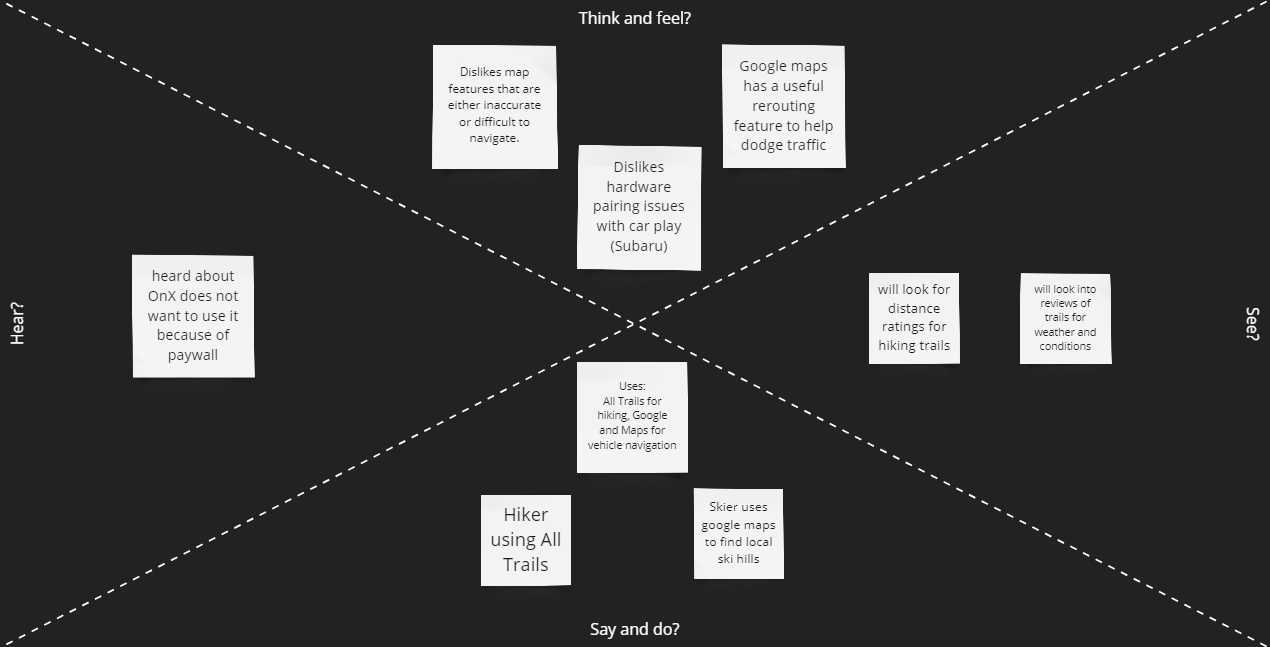 Think and feel?
Dislikes map
features that are
either inaccurate
or difficult to
navigate.
Google maps
has a useful
rerouting
feature to help
dodge traffic
Dislikes
hardware
pairing issues
with car play
(Subaru)
Hear?
heard about
OnX does not
want to use it
because of
paywall
will look for
distance
ratings for
hiking trails
will look into
reviews of
trails for
weather and
conditions
See?
Uses:
All Trails for
hiking, Google
and Maps for
vehicle navigation
Hiker
using All
Trails
Skier uses
google maps
to find local
ski hills
Say and do?